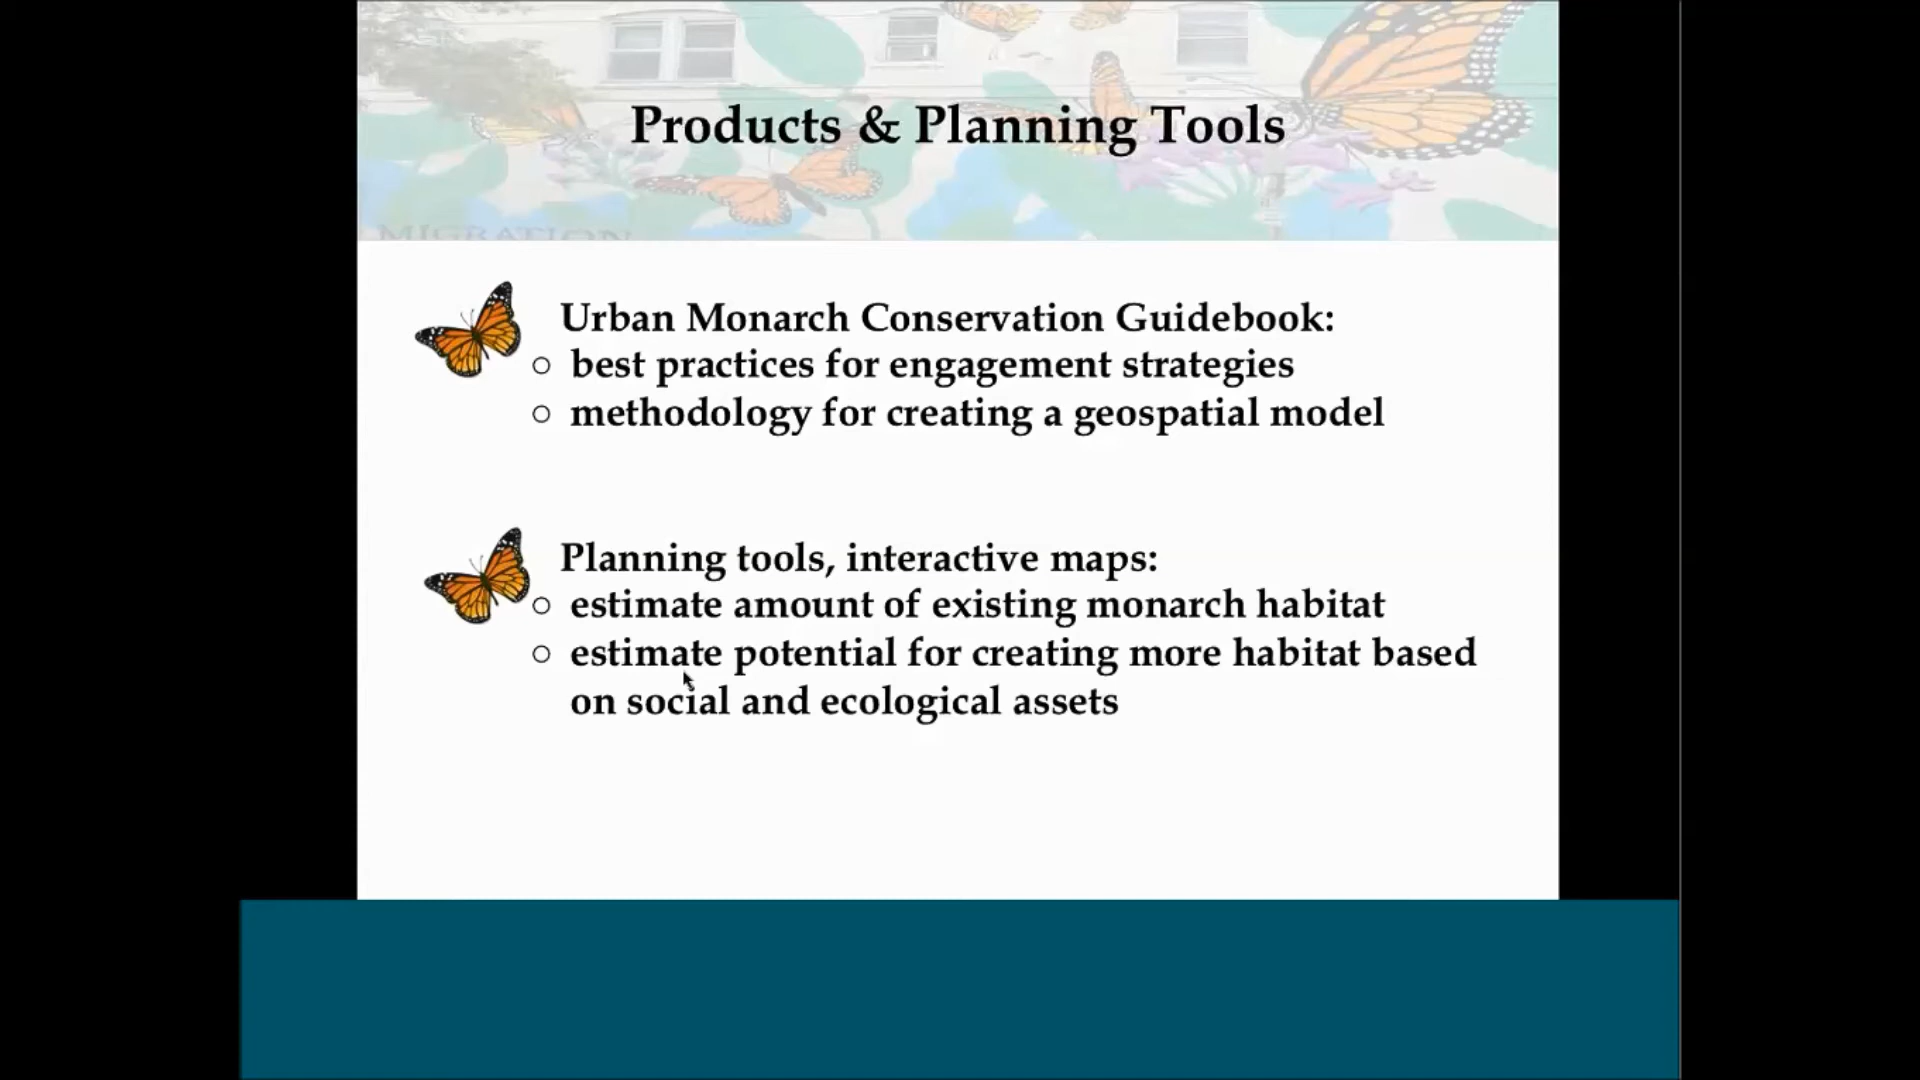 Products & Planning Tools
MIGRATION
Urban Monarch Conservation Guidebook:
○ best practices for engagement strategies
○ methodology for creating a geospatial model
Planning tools, interactive maps:
○ estimate amount of existing monarch habitat
○ estimate potential for creating more habitat based
on social and ecological assets